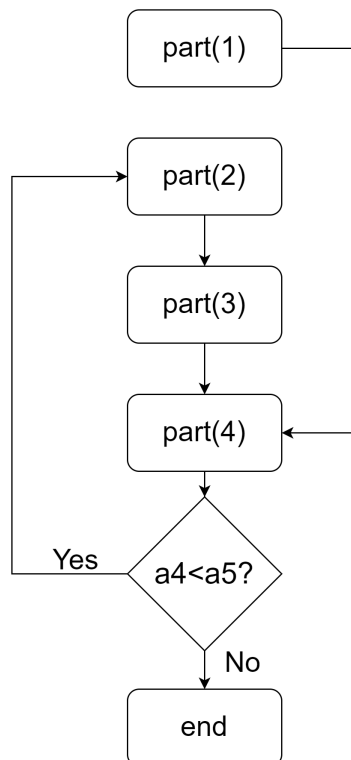 part(1)
part(2)
part(3)
part(4)
a4<a5?
Yes
No
end